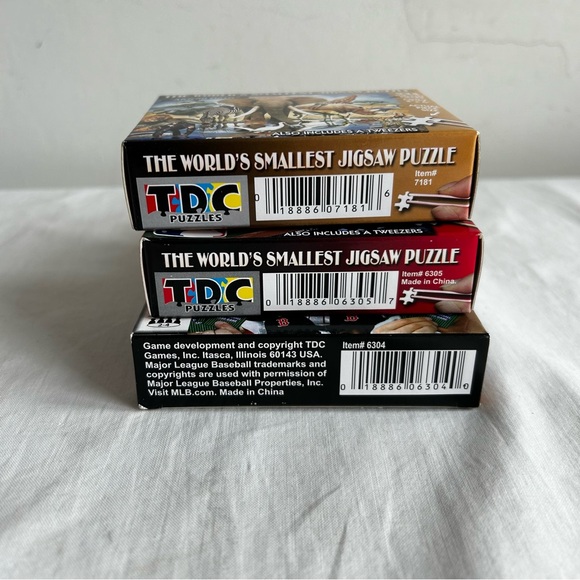 ALSO INCLUDES A TWEEZERS
THE WORLD'S SMALLEST JIGSAW PUZZLE
Item#
7181
TDC
PUZZLES
0 18886 07181 6
ALSO INCLUDES A TWEEZERS
THE WORLD'S SMALLEST JIGSAW PUZZLE
Item# 6305
Made in China.
TDC
PUZZLES
0 18886 06305 7
B
Game development and copyright TDC
Games, Inc. Itasca, Illinois 60143 USA.
Major League Baseball trademarks and
copyrights are used with permission of
Major League Baseball Properties, Inc.
Visit MLB.com. Made in China
Item# 6304
0 18886 06304 0